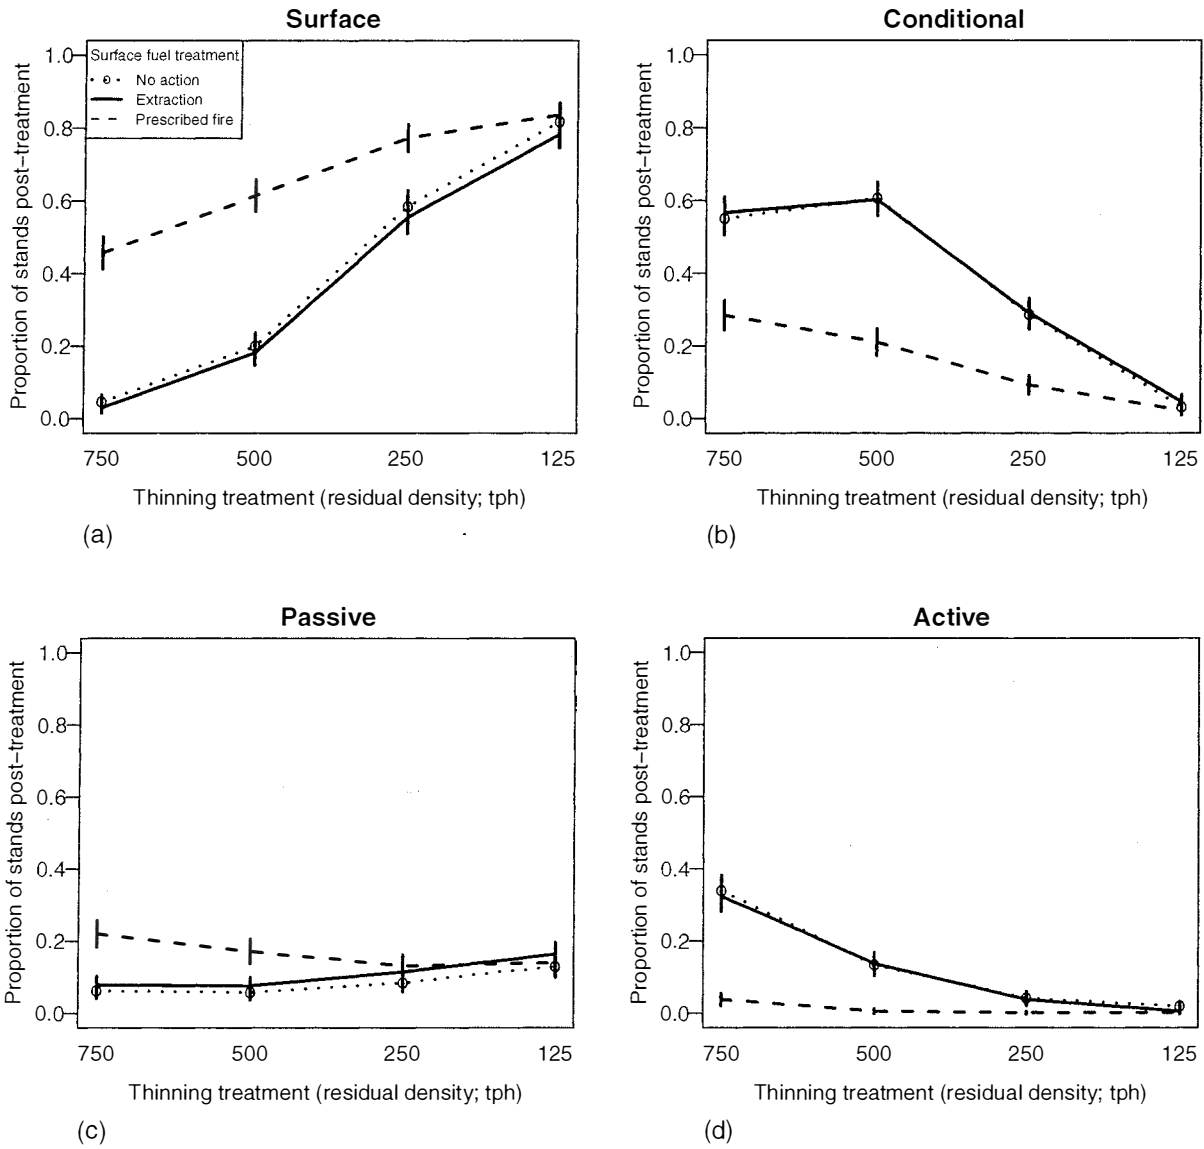 Surface
Proportion of stands post−treatment
1.0
0.8
0.6
0.4
0.2
0.0
Surface fuel treatment
No action
Extraction
Prescribed fire
750 500 250 125
Thinning treatment (residual density; tph)
(a)
Conditional
Proportion of stands post−treatment
1.0
0.8
0.6
0.4
0.2
0.0
750 500 250 125
Thinning treatment (residual density; tph)
(b)
Passive
Proportion of stands post−treatment
1.0
0.8
0.6
0.4
0.2
0.0
750 500 250 125
Thinning treatment (residual density; tph)
(c)
Active
Proportion of stands post−treatment
1.0
0.8
0.6
0.4
0.2
0.0
750 500 250 125
Thinning treatment (residual density; tph)
(d)